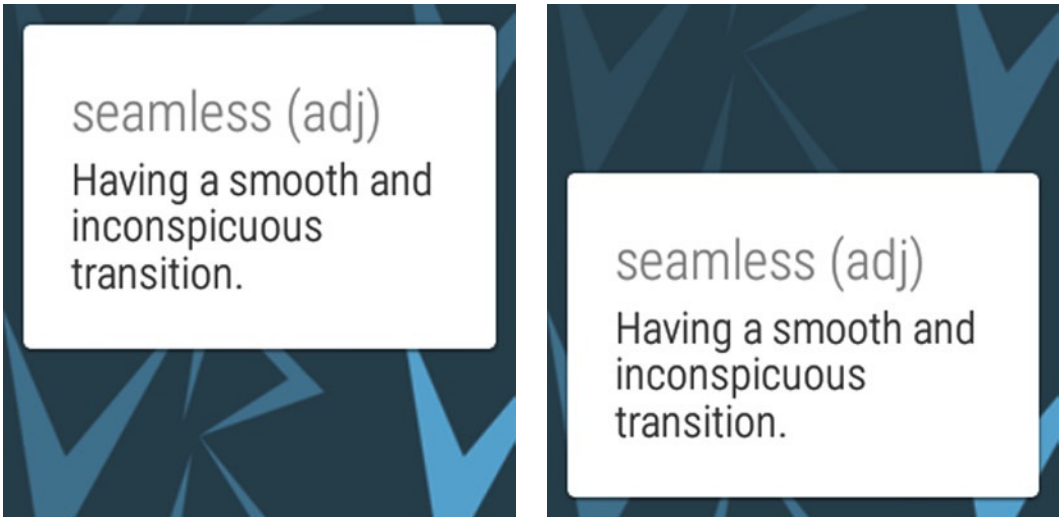 seamless (adj)
Having a smooth and
inconspicuous
transition.
seamless (adj)
Having a smooth and
inconspicuous
transition.